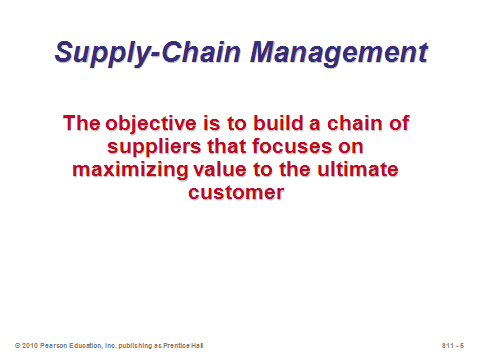 Supply-Chain Management
The objective is to build a chain of
suppliers that focuses on
maximizing value to the ultimate
customer
© 2010 Pearson Education, Inc. publishing as Prentice Hall
S11 - 5